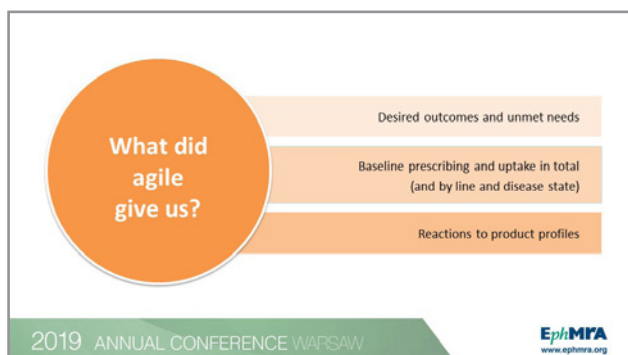 What did
agile
give us?
Desired outcomes and unmet needs
Baseline prescribing and uptake in total
(and by line and disease state)
Reactions to product profiles
2019 ANNUAL CONFERENCE WARSAW
EphMRA
www.ephmra.org